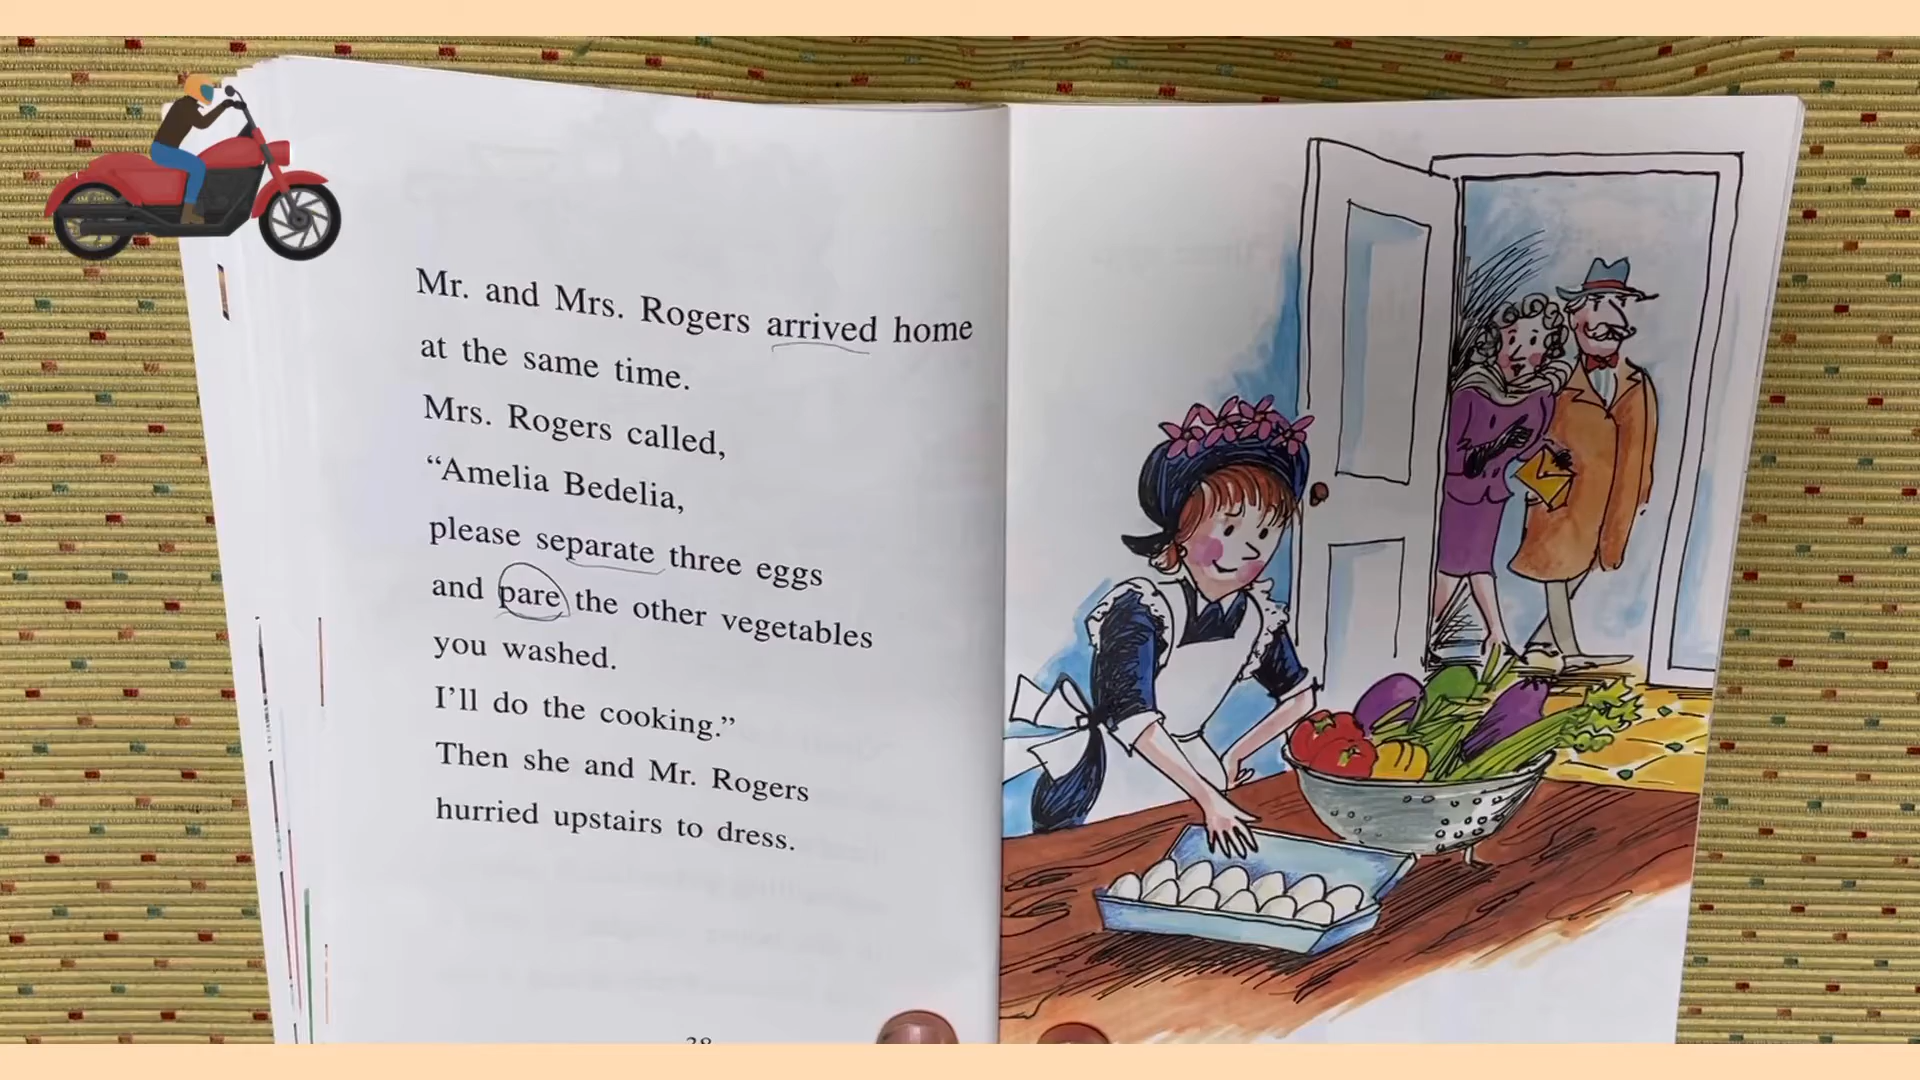 Mr. and Mrs. Rogers arrived home
at the same time.
Mrs. Rogers called,
“Amelia Bedelia,
please separate three eggs
and pare the other vegetables
you washed.
I’ll do the cooking.”
Then she and Mr. Rogers
hurried upstairs to dress.